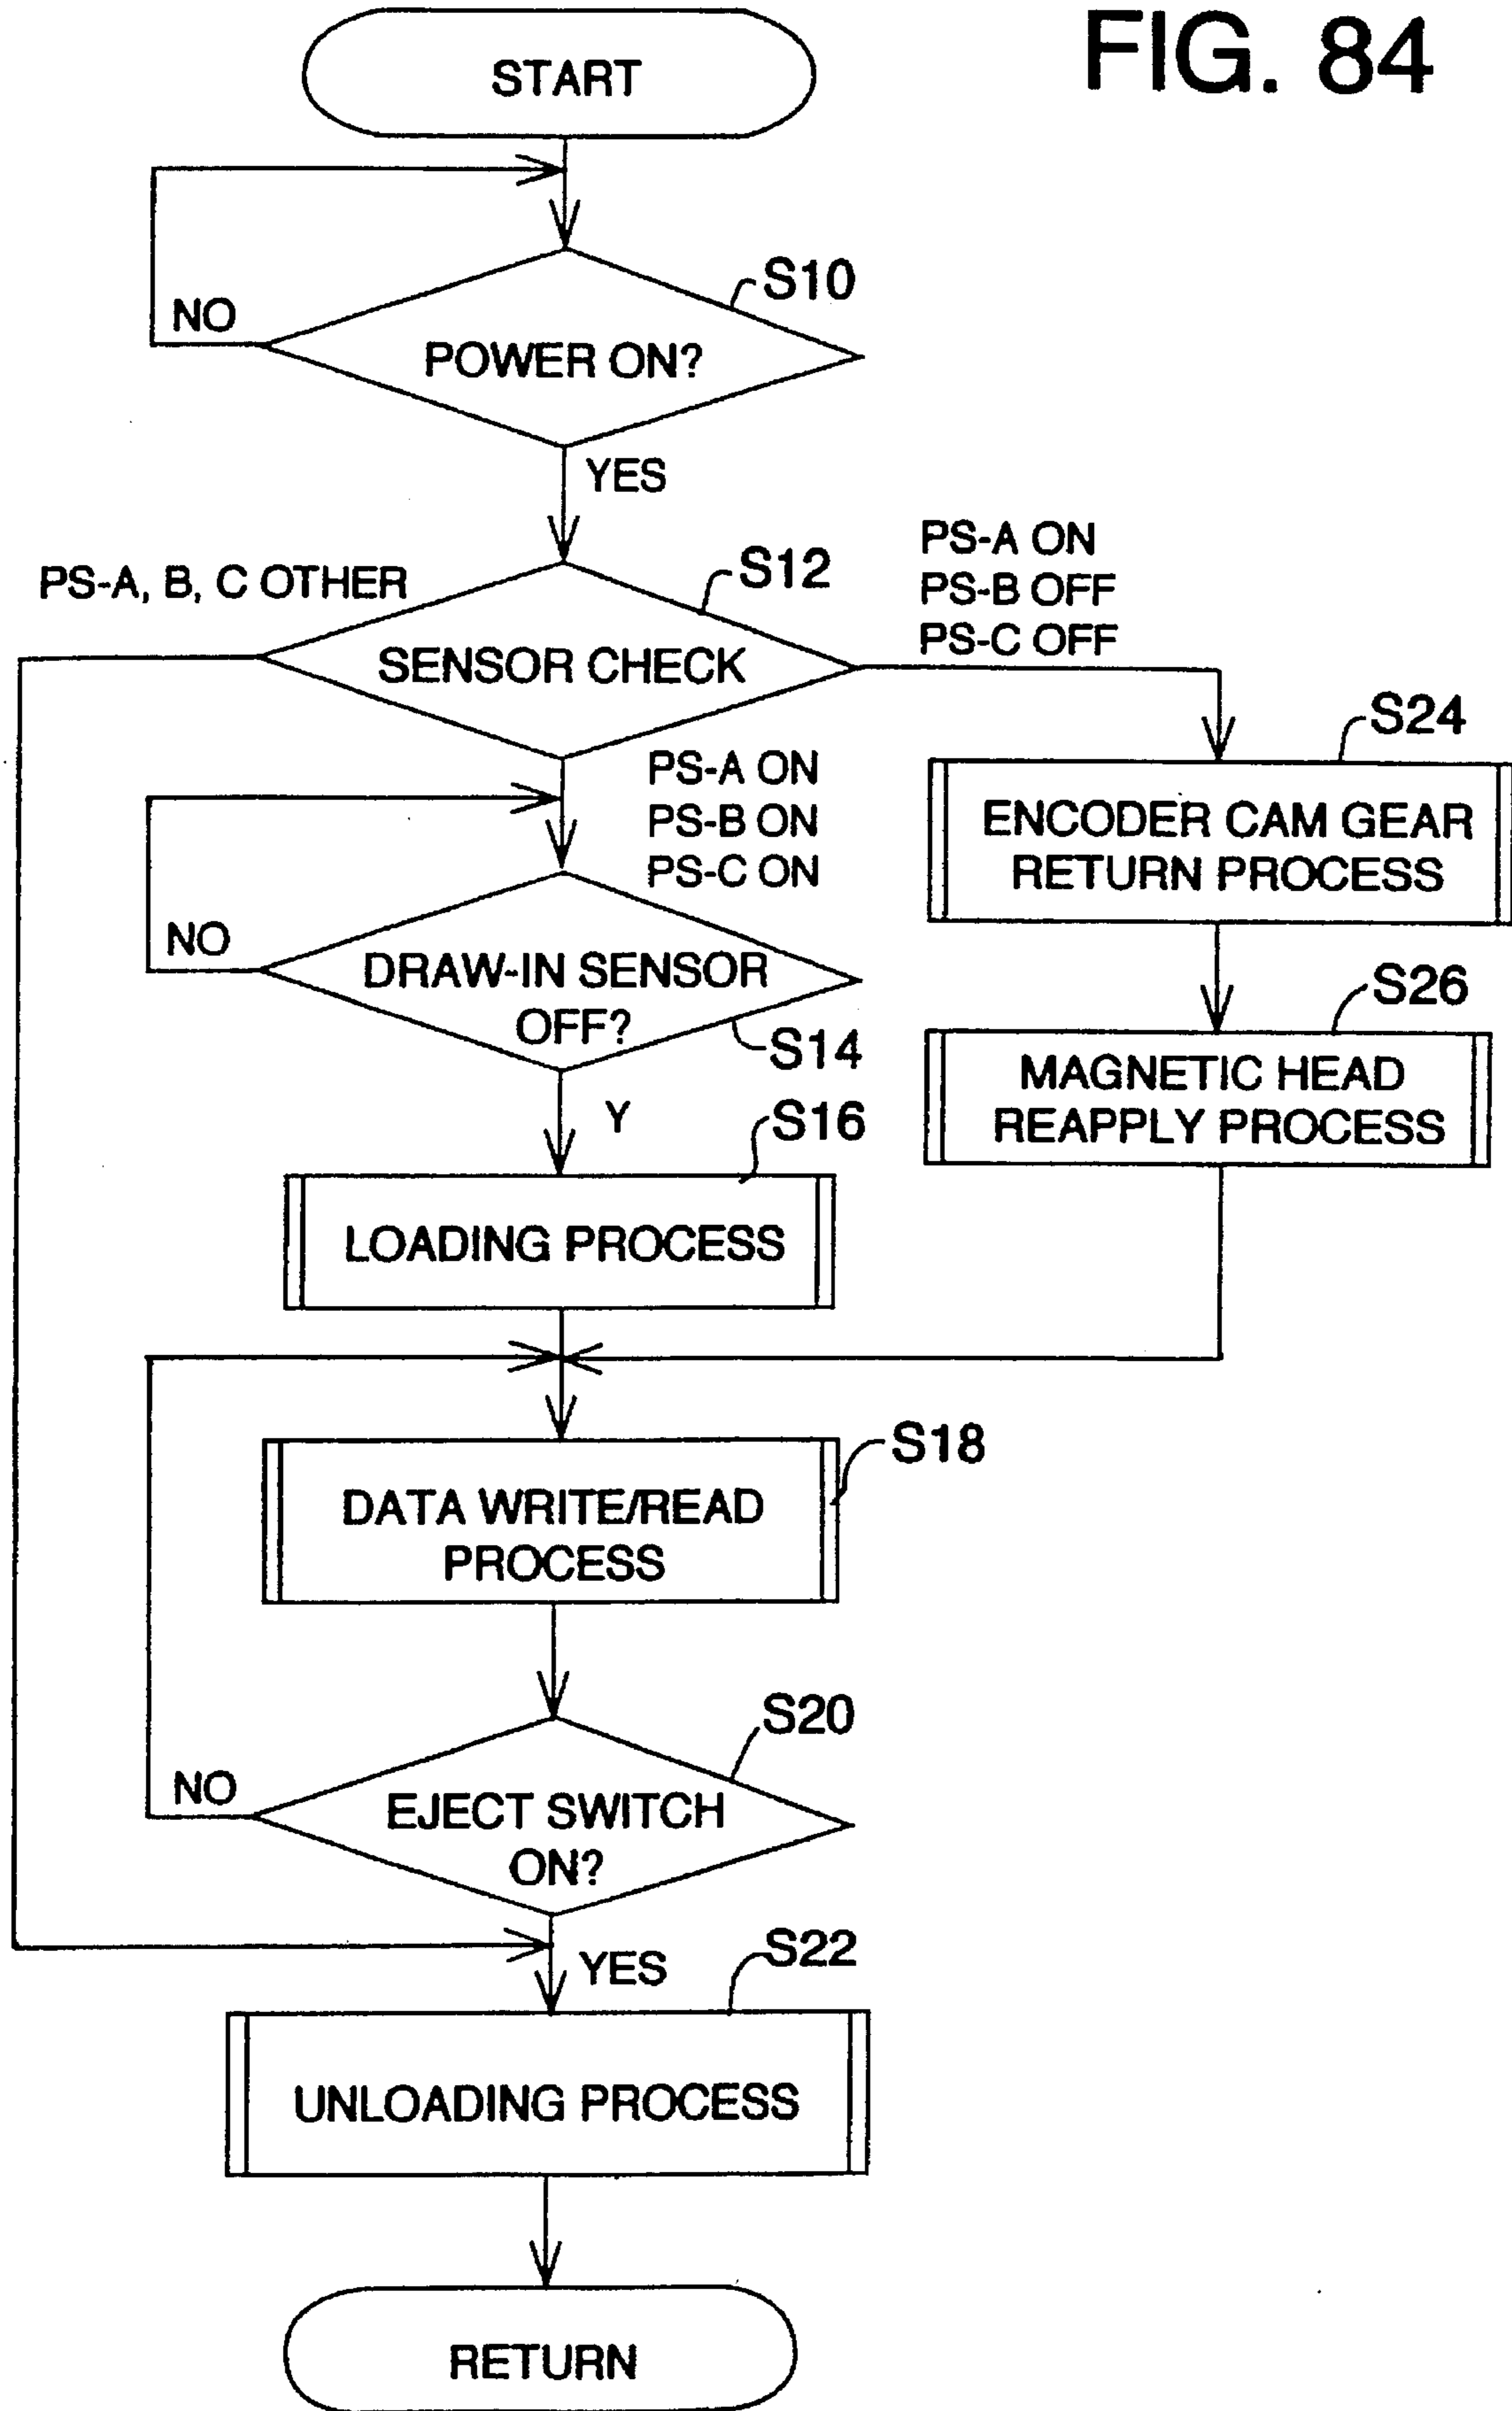 FIG. 84
START
S10
NO
POWER ON?
YES
PS-A, B, C OTHER
S12
PS-A ON
PS-B OFF
PS-C OFF
SENSOR CHECK
S24
PS-A ON
PS-B ON
PS-C ON
ENCODER CAM GEAR
RETURN PROCESS
NO
DRAW-IN SENSOR
OFF?
S14
S26
MAGNETIC HEAD
REAPPLY PROCESS
Y
S16
LOADING PROCESS
S18
DATA WRITE/READ
PROCESS
S20
NO
EJECT SWITCH
ON?
YES
S22
UNLOADING PROCESS
RETURN